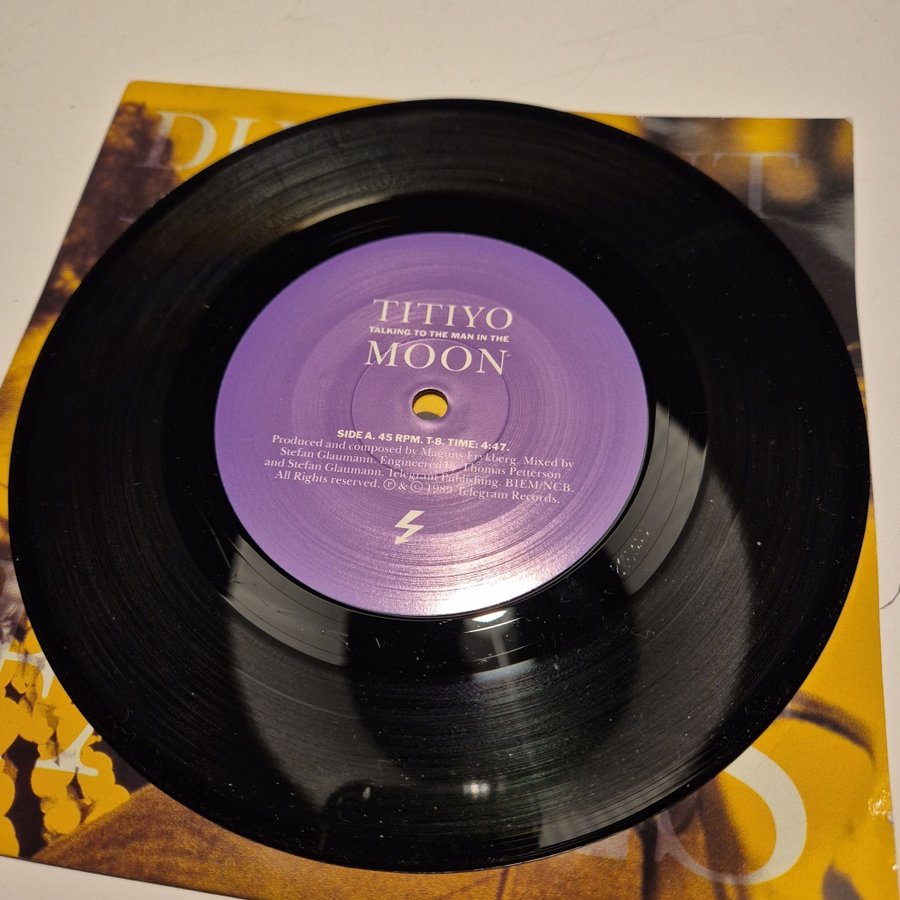 TITIYO
TALKING TO THE MAN IN THE
MOON
SIDE A. 45 RPM. T-8. TIME: 4:47.
Produced and composed by Magnus Frykberg. Mixed by
Stefan Glaumann. Engineered by Thomas Petterson
and Stefan Glaumann. Telegram Publishing. BIEM/NCB.
All Rights reserved. Ⓟ & © 1989 Telegram Records.